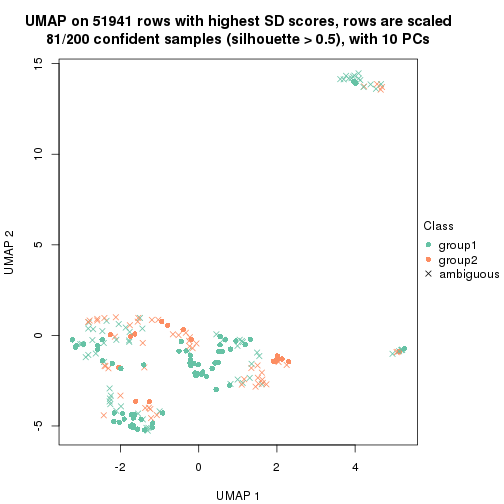 UMAP on 51941 rows with highest SD scores, rows are scaled
81/200 confident samples (silhouette > 0.5), with 10 PCs
15
10
5
0
-5
UMAP 2
-2
0
2
4
UMAP 1
Class
group1
group2
ambiguous